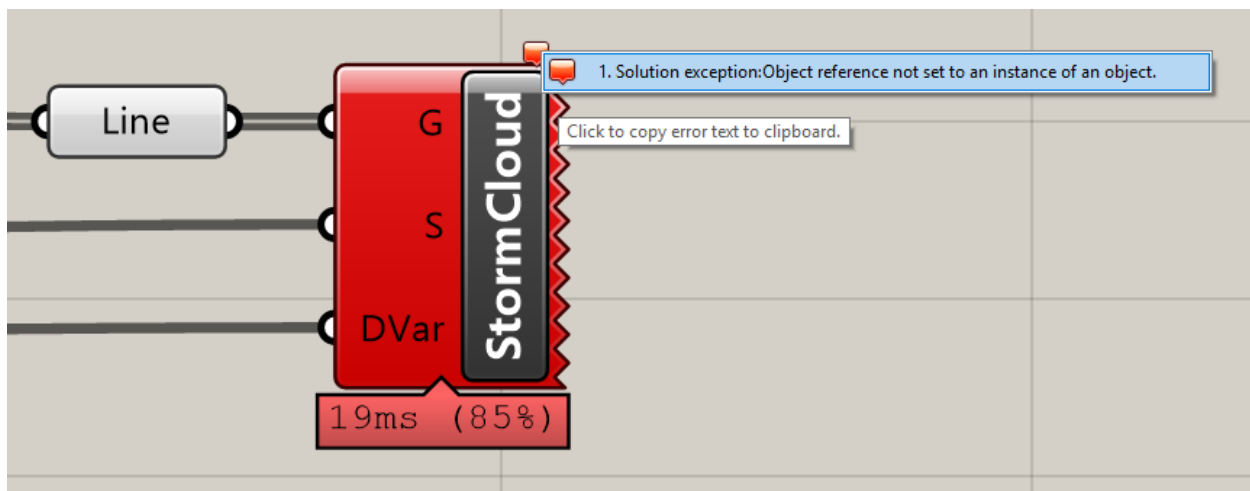 1. Solution exception:Object reference not set to an instance of an object.
Line
G
Click to copy error text to clipboard.
S
StormCloud
DVar
19ms (85%)